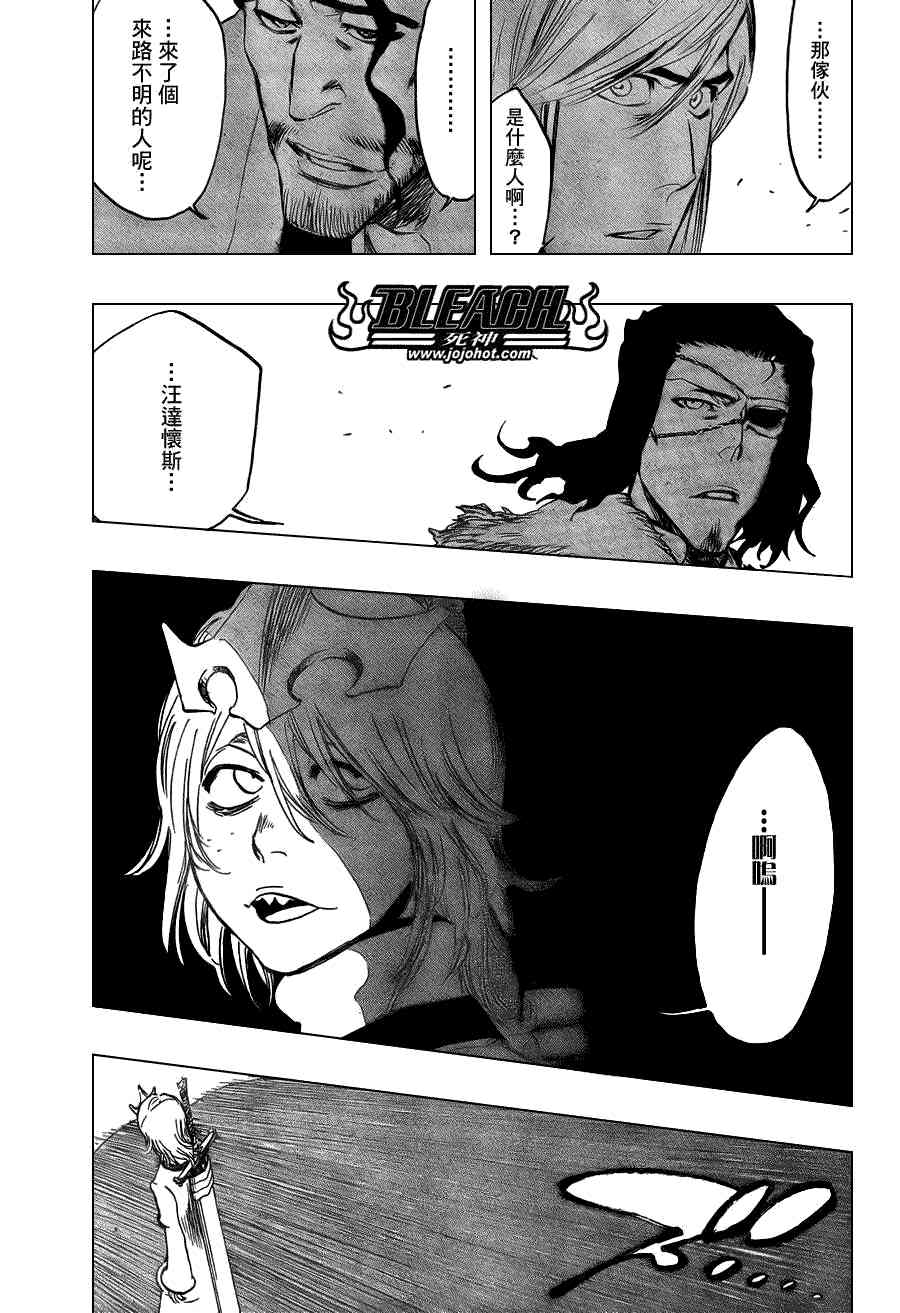 …那傢伙………
是什麼人啊…？
…………
…來了個
來路不明的人呢…
BLEACH
死神
www.jojohot.com
…汪達懷斯…
…啊嗚——